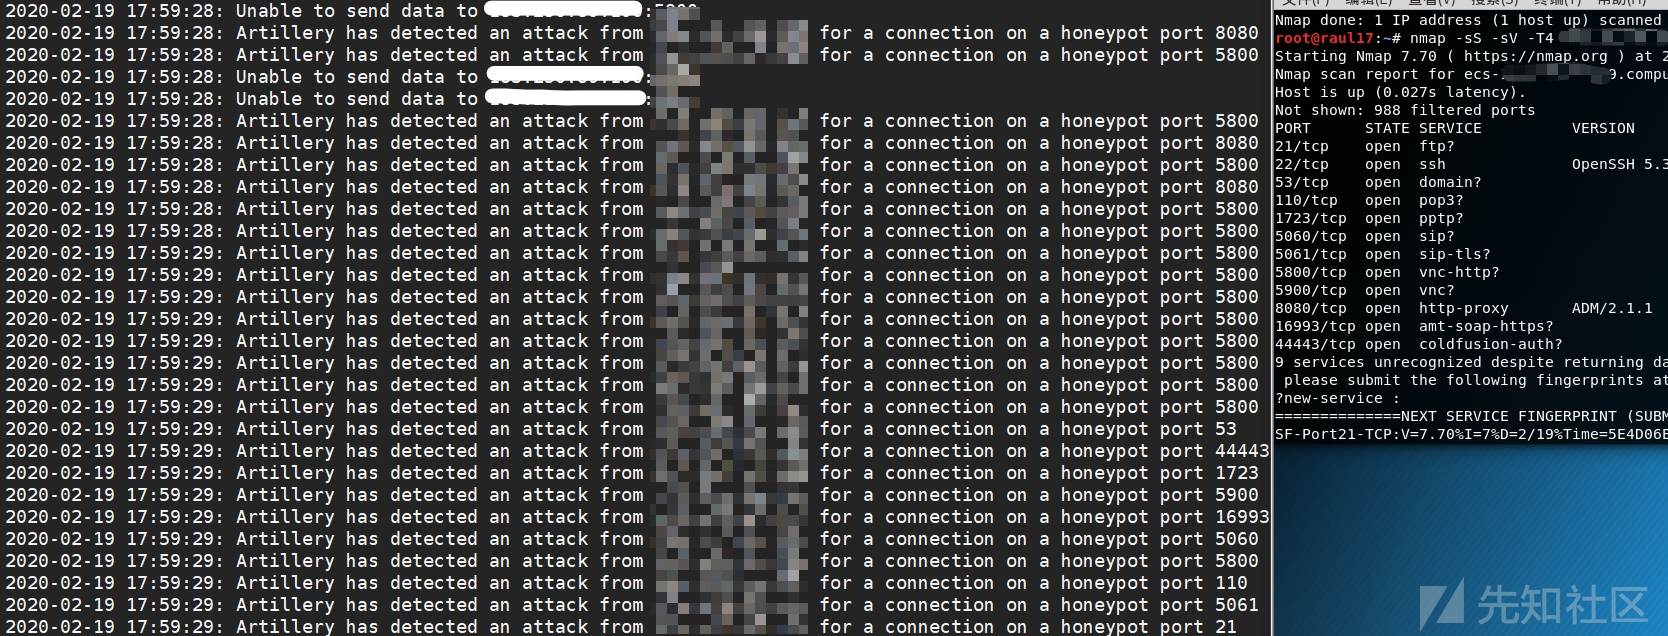 2020-02-19 17:59:28: Unable to send data to
2020-02-19 17:59:28: Artillery has detected an attack from for a connection on a honeypot port 8080
2020-02-19 17:59:28: Artillery has detected an attack from for a connection on a honeypot port 5800
2020-02-19 17:59:28: Unable to send data to
2020-02-19 17:59:28: Unable to send data to
2020-02-19 17:59:28: Artillery has detected an attack from for a connection on a honeypot port 5800
2020-02-19 17:59:28: Artillery has detected an attack from for a connection on a honeypot port 8080
2020-02-19 17:59:28: Artillery has detected an attack from for a connection on a honeypot port 5800
2020-02-19 17:59:28: Artillery has detected an attack from for a connection on a honeypot port 8080
2020-02-19 17:59:28: Artillery has detected an attack from for a connection on a honeypot port 5800
2020-02-19 17:59:28: Artillery has detected an attack from for a connection on a honeypot port 5800
2020-02-19 17:59:29: Artillery has detected an attack from for a connection on a honeypot port 5800
2020-02-19 17:59:29: Artillery has detected an attack from for a connection on a honeypot port 5800
2020-02-19 17:59:29: Artillery has detected an attack from for a connection on a honeypot port 5800
2020-02-19 17:59:29: Artillery has detected an attack from for a connection on a honeypot port 5800
2020-02-19 17:59:29: Artillery has detected an attack from for a connection on a honeypot port 5800
2020-02-19 17:59:29: Artillery has detected an attack from for a connection on a honeypot port 5800
2020-02-19 17:59:29: Artillery has detected an attack from for a connection on a honeypot port 5800
2020-02-19 17:59:29: Artillery has detected an attack from for a connection on a honeypot port 5800
2020-02-19 17:59:29: Artillery has detected an attack from for a connection on a honeypot port 53
2020-02-19 17:59:29: Artillery has detected an attack from for a connection on a honeypot port 44443
2020-02-19 17:59:29: Artillery has detected an attack from for a connection on a honeypot port 1723
2020-02-19 17:59:29: Artillery has detected an attack from for a connection on a honeypot port 5900
2020-02-19 17:59:29: Artillery has detected an attack from for a connection on a honeypot port 16993
2020-02-19 17:59:29: Artillery has detected an attack from for a connection on a honeypot port 5060
2020-02-19 17:59:29: Artillery has detected an attack from for a connection on a honeypot port 5800
2020-02-19 17:59:29: Artillery has detected an attack from for a connection on a honeypot port 110
2020-02-19 17:59:29: Artillery has detected an attack from for a connection on a honeypot port 5061
2020-02-19 17:59:29: Artillery has detected an attack from for a connection on a honeypot port 21
Nmap done: 1 IP address (1 host up) scanned
root@raul17:~# nmap -sS -sV -T4
Starting Nmap 7.70 ( https://nmap.org ) at 2
Nmap scan report for ecs- 9.compu
Host is up (0.027s latency).
Not shown: 988 filtered ports
PORT STATE SERVICE VERSION
21/tcp open ftp?
22/tcp open ssh OpenSSH 5.3
53/tcp open domain?
110/tcp open pop3?
1723/tcp open pptp?
5060/tcp open sip?
5061/tcp open sip-tls?
5800/tcp open vnc-http?
5900/tcp open vnc?
8080/tcp open http-proxy ADM/2.1.1
16993/tcp open amt-soap-https?
44443/tcp open coldfusion-auth?
9 services unrecognized despite returning da
please submit the following fingerprints at
?new-service :
==============NEXT SERVICE FINGERPRINT (SUBM
SF-Port21-TCP:V=7.70%I=7%D=2/19%Time=5E4D06E
先知社区